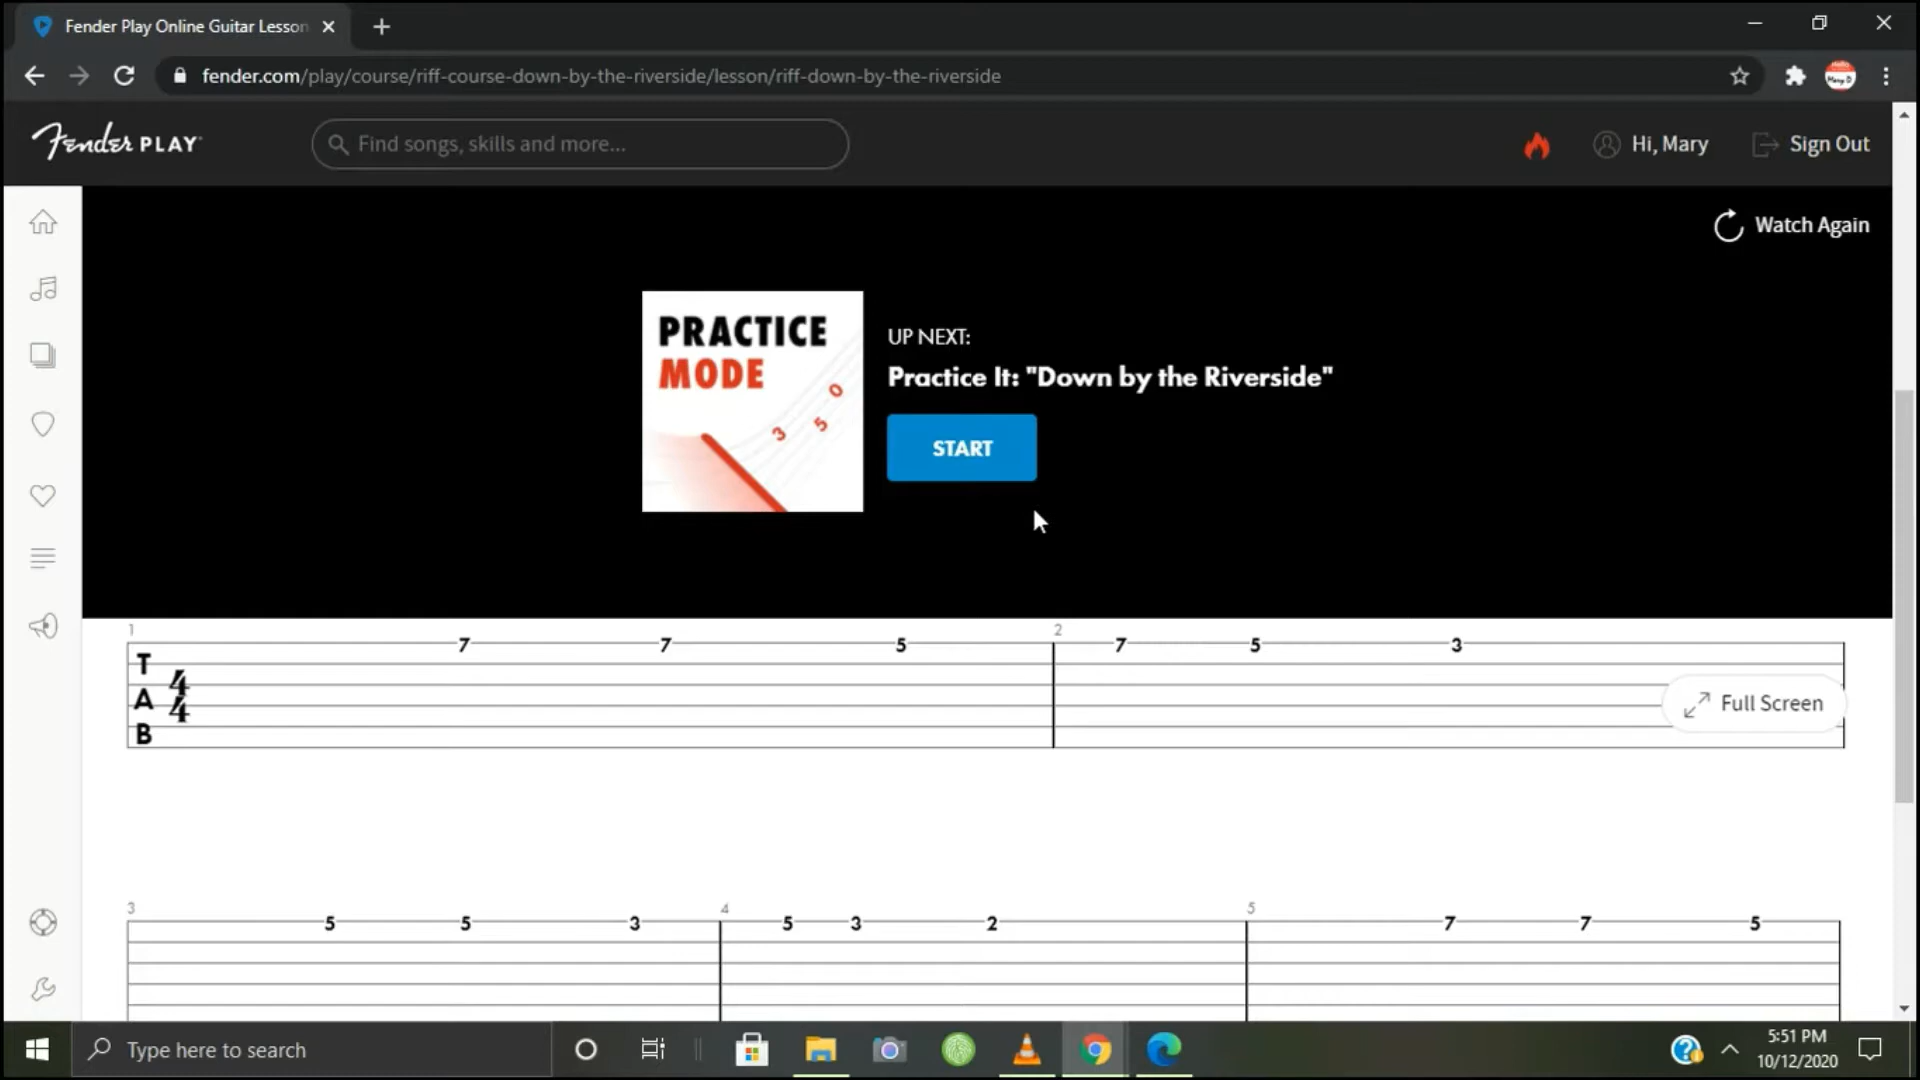 Fender Play Online Guitar Lesson
fender.com/play/course/riff-course-down-by-the-riverside/lesson/riff-down-by-the-riverside
Fender PLAY
Find songs, skills and more...
Hi, Mary
Sign Out
Watch Again
PRACTICE
MODE
3 5 0
UP NEXT:
Practice It: "Down by the Riverside"
START
1 2
7 7 5 7 5 3
T
A
B
4
4
Full Screen
3 4 5
5 5 3 5 3 2 7 7 5
Type here to search
5:51 PM
10/12/2020